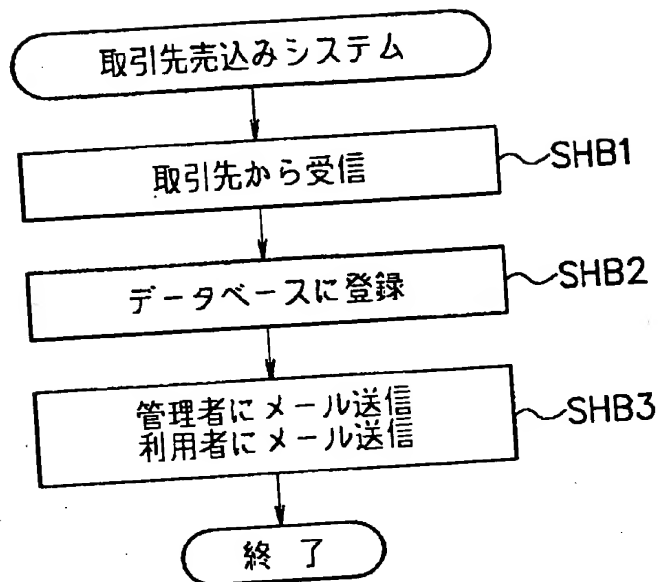 取引先売込みシステム
取引先から受信
SHB1
データベースに登録
SHB2
管理者にメール送信
利用者にメール送信
SHB3
終了